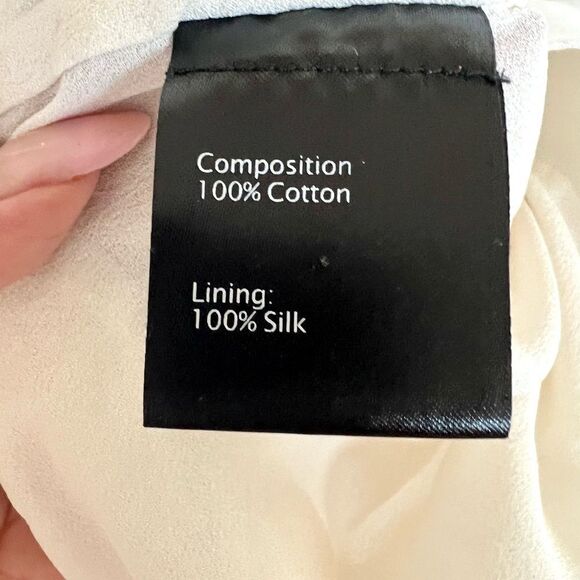 Composition
100% Cotton
Lining:
100% Silk